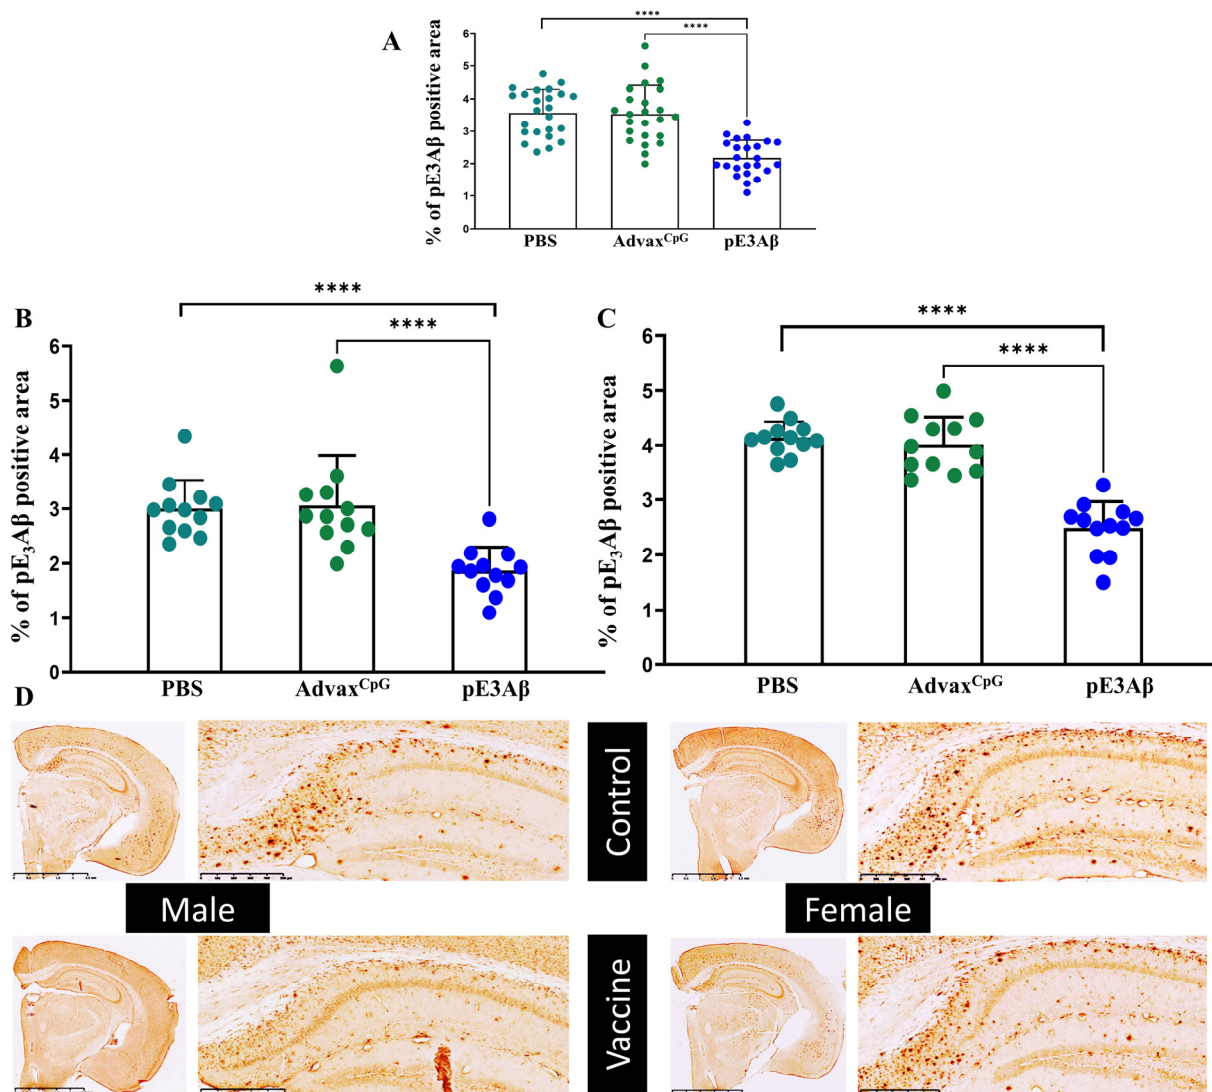 A
****
****
% of pE3Aβ positive area
6
5
4
3
2
1
0
PBS
Advax^CpG
pE3Aβ
B
****
****
% of pE₃Aβ positive area
6
5
4
3
2
1
0
PBS
Advax^CpG
pE3Aβ
C
****
****
% of pE₃Aβ positive area
6
5
4
3
2
1
0
PBS
Advax^CpG
pE3Aβ
D
Control
Male
Female
Vaccine